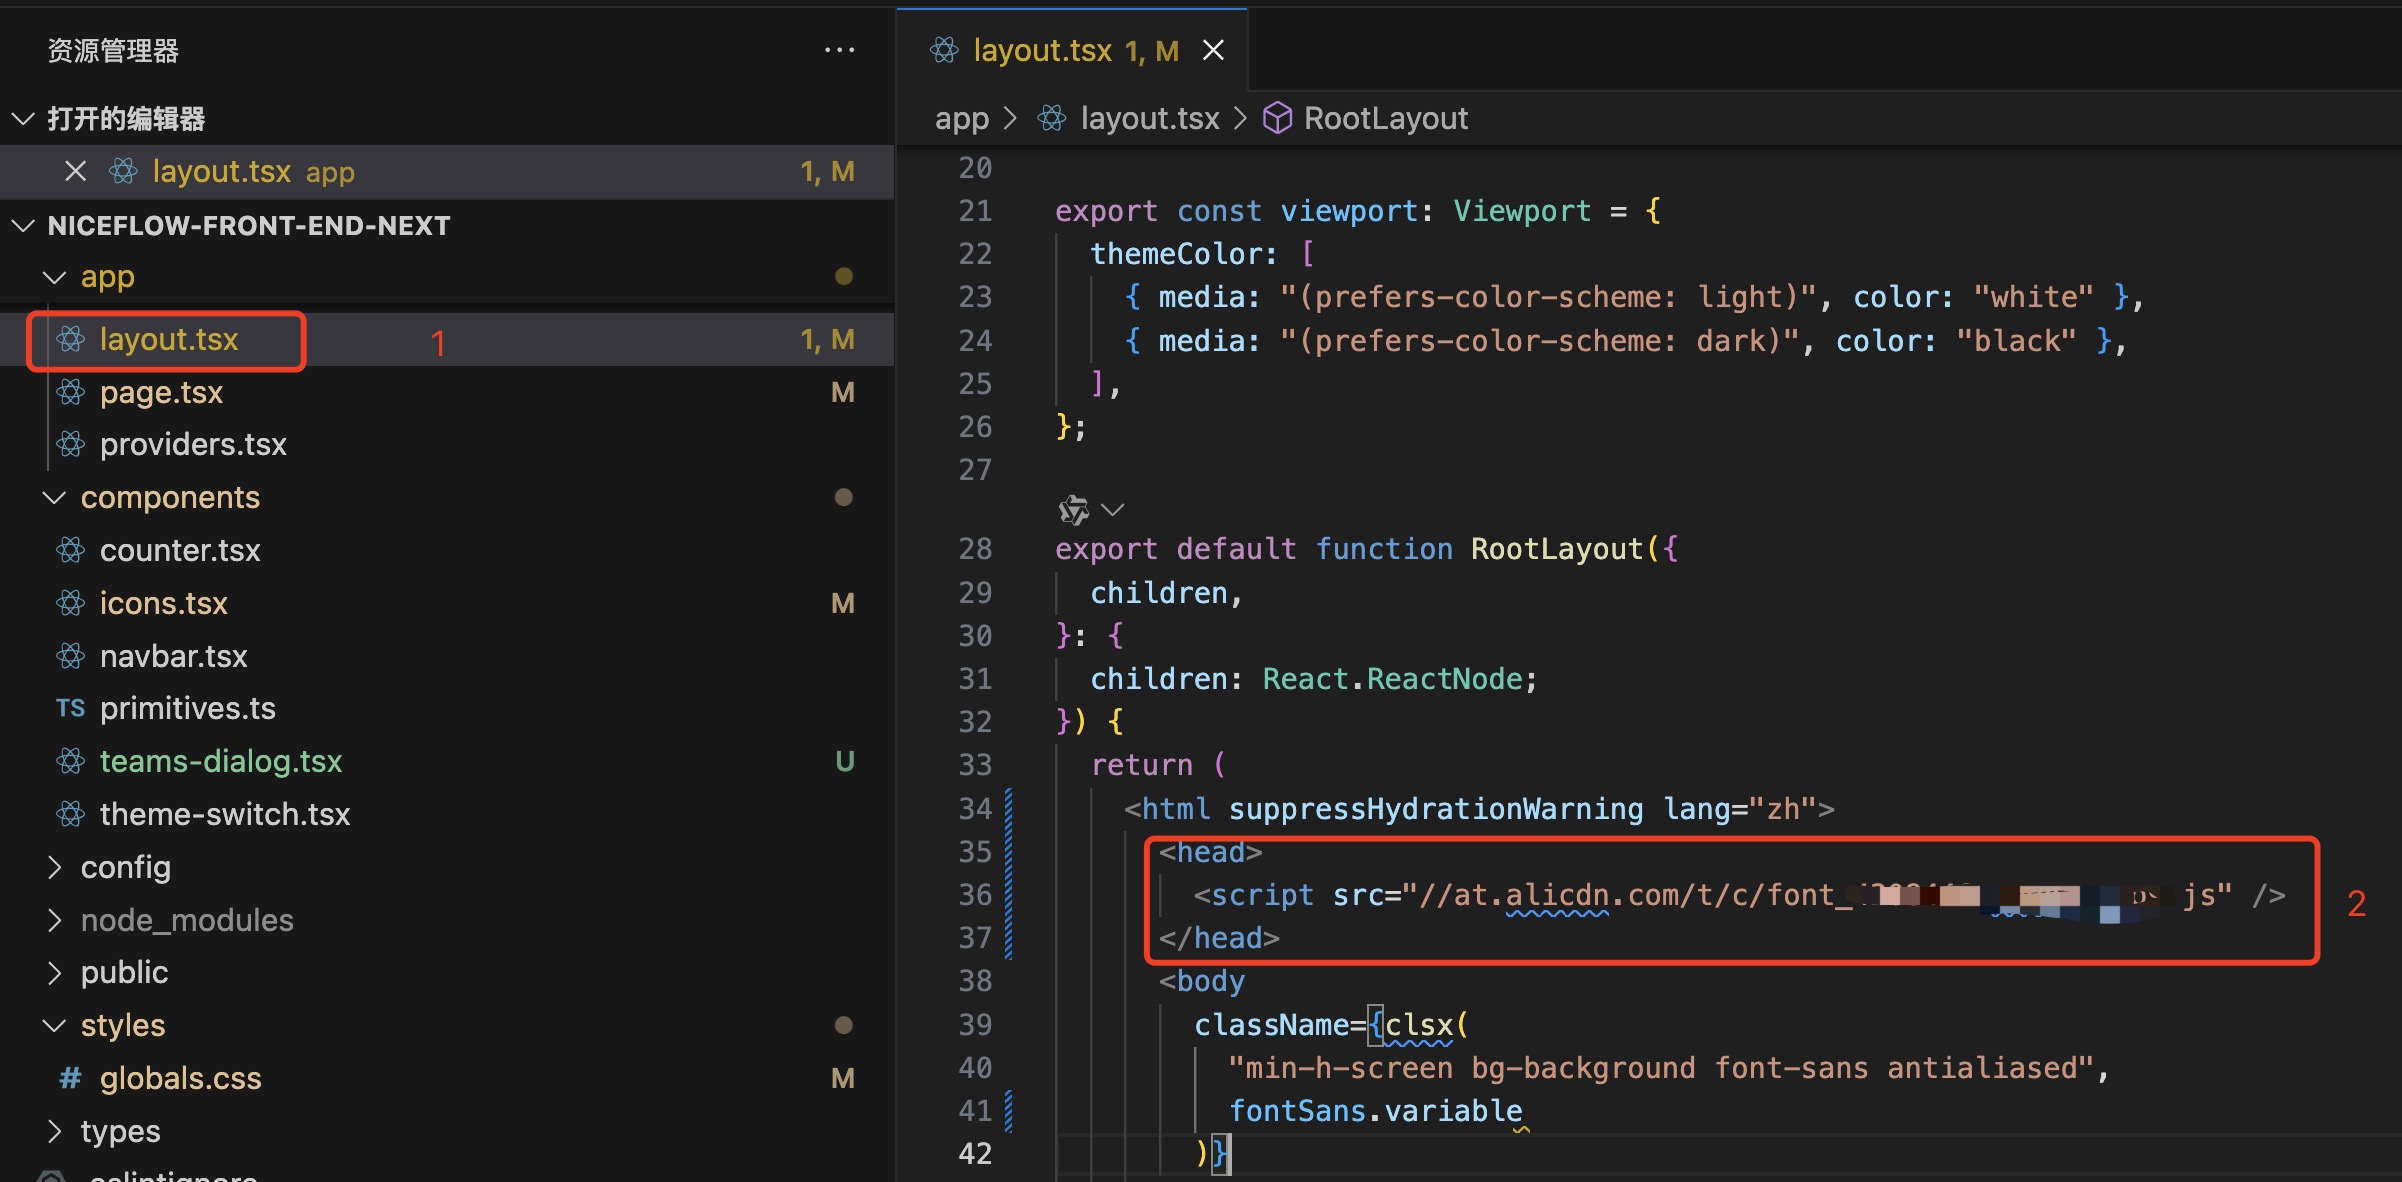 资源管理器 ...
打开的编辑器
layout.tsx app 1, M
NICEFLOW-FRONT-END-NEXT
app
layout.tsx 1 1, M
page.tsx M
providers.tsx
components
counter.tsx
icons.tsx M
navbar.tsx
TS primitives.ts
teams-dialog.tsx U
theme-switch.tsx
config
node_modules
public
styles
# globals.css M
types
layout.tsx 1, M
app > layout.tsx > RootLayout
20
21 export const viewport: Viewport = {
22 themeColor: [
23 { media: "(prefers-color-scheme: light)", color: "white" },
24 { media: "(prefers-color-scheme: dark)", color: "black" },
25 ],
26 };
27
28 export default function RootLayout({
29 children,
30 }: {
31 children: React.ReactNode;
32 }) {
33 return (
34 <html suppressHydrationWarning lang="zh">
35 <head>
36 <script src="//at.alicdn.com/t/c/font_ js" /> 2
37 </head>
38 <body
39 className={clsx(
40 "min-h-screen bg-background font-sans antialiased",
41 fontSans.variable
42 )}